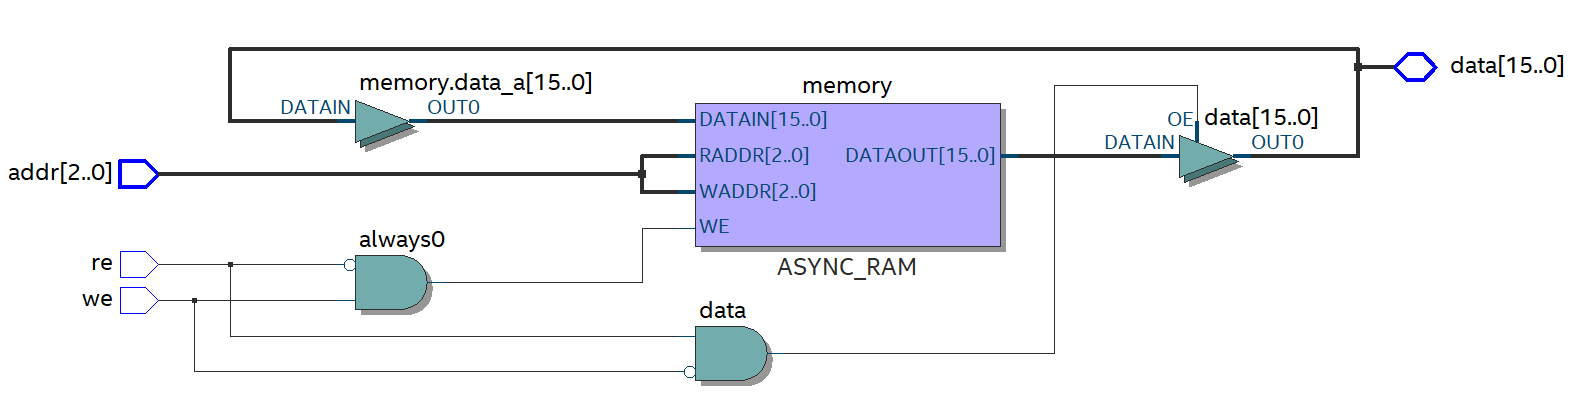 memory.data_a[15..0]
memory
data[15..0]
DATAIN
OUT0
DATAIN[15..0]
OE
data[15..0]
DATAIN
OUT0
RADDR[2..0]
DATAOUT[15..0]
addr[2..0]
WADDR[2..0]
WE
always0
re
ASYNC_RAM
we
data